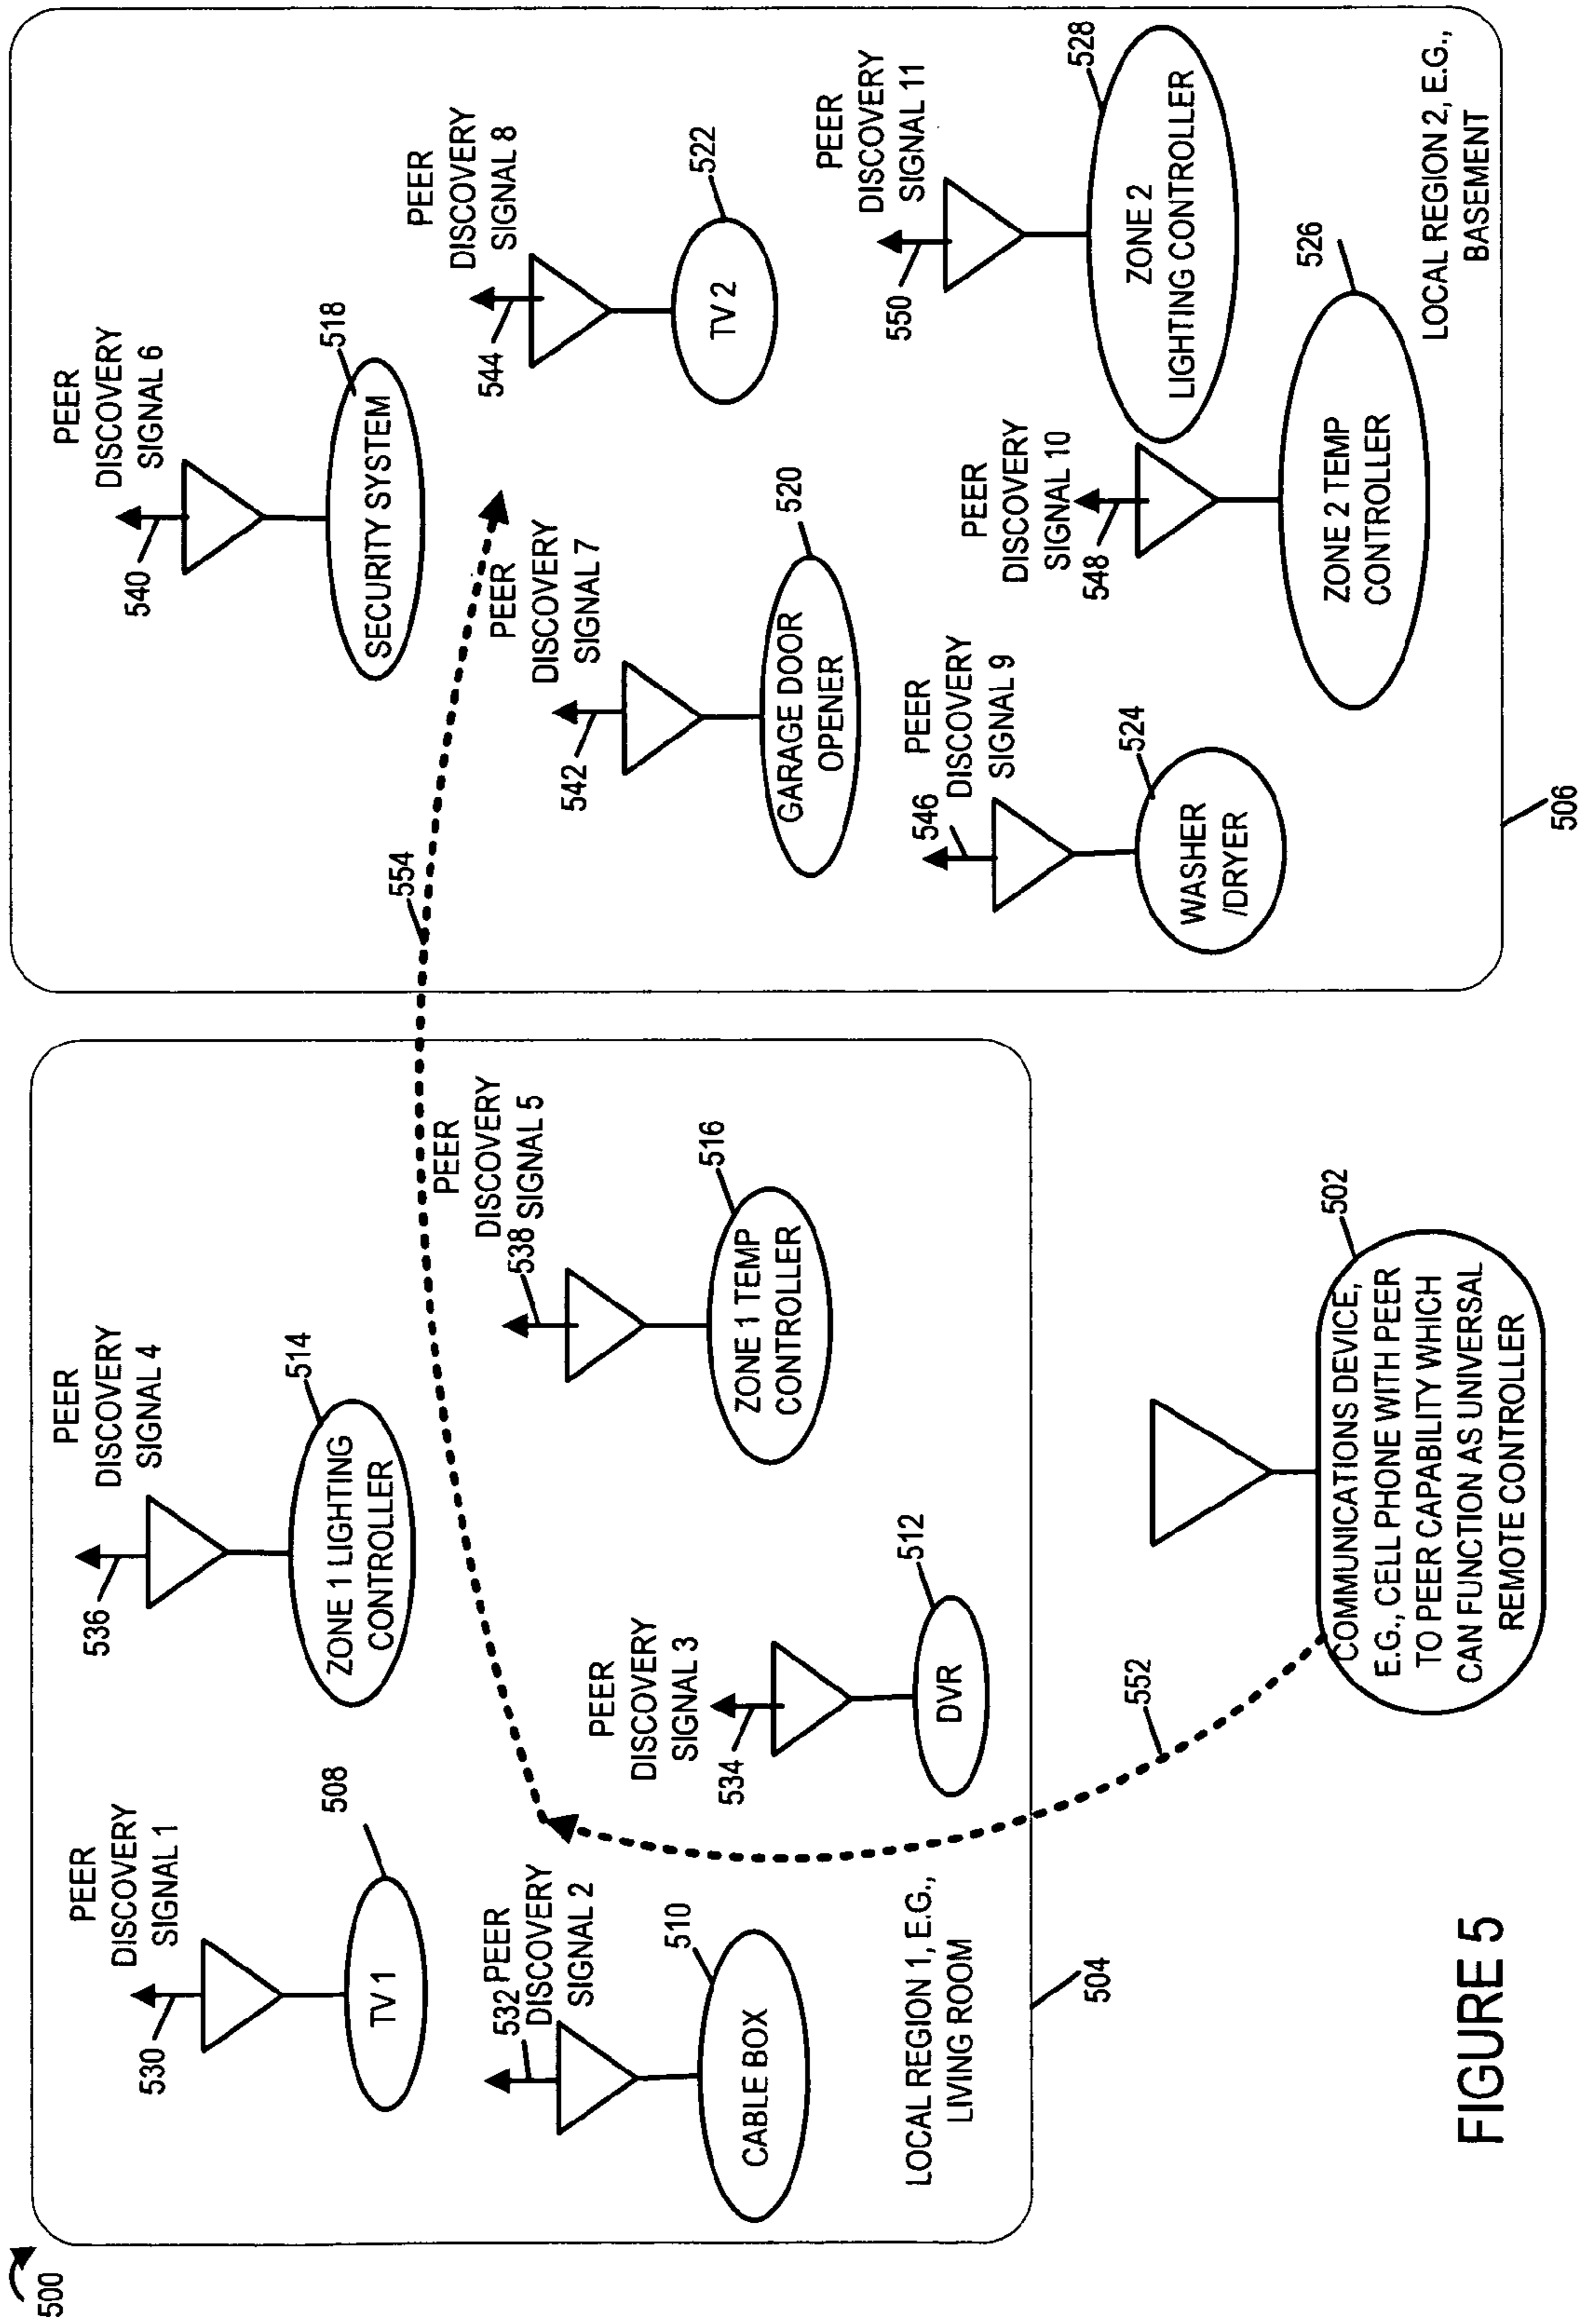 500
PEER
DISCOVERY
SIGNAL 1
530
TV 1
508
PEER
DISCOVERY
SIGNAL 4
536
ZONE 1 LIGHTING
CONTROLLER
514
532 PEER
DISCOVERY
SIGNAL 2
CABLE BOX
510
PEER
DISCOVERY
SIGNAL 3
534
DVR
512
PEER
DISCOVERY
SIGNAL 5
538
ZONE 1 TEMP
CONTROLLER
516
LOCAL REGION 1, E.G.,
LIVING ROOM
504
554
PEER
DISCOVERY
SIGNAL 6
540
SECURITY SYSTEM
518
PEER
DISCOVERY
SIGNAL 7
542
GARAGE DOOR
OPENER
520
PEER
DISCOVERY
SIGNAL 8
544
TV 2
522
PEER
DISCOVERY
SIGNAL 9
546
WASHER
/DRYER
524
PEER
DISCOVERY
SIGNAL 10
548
ZONE 2 TEMP
CONTROLLER
526
PEER
DISCOVERY
SIGNAL 11
550
ZONE 2
LIGHTING CONTROLLER
528
LOCAL REGION 2, E.G.,
BASEMENT
506
552
COMMUNICATIONS DEVICE,
E.G., CELL PHONE WITH PEER
TO PEER CAPABILITY WHICH
CAN FUNCTION AS UNIVERSAL
REMOTE CONTROLLER
502
FIGURE 5